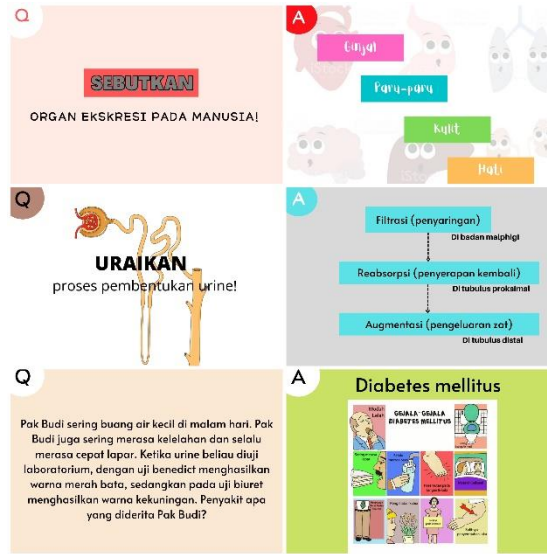 Q
SEBUTKAN
ORGAN EKSKRESI PADA MANUSIA!
A
Ginjal
Paru-paru
Kulit
Hati
Q
URAIKAN
proses pembentukan urine!
A
Filtrasi (penyaringan)
Di badan malphigi
Reabsorpsi (penyerapan kembali)
Di tubulus proksimal
Augmentasi (pengeluaran zat)
Di tubulus distal
Q
Pak Budi sering buang air kecil di malam hari. Pak
Budi juga sering merasa kelelahan dan selalu
merasa cepat lapar. Ketika urine beliau diuji
laboratorium, dengan uji benedict menghasilkan
warna merah bata, sedangkan pada uji biuret
menghasilkan warna kekuningan. Penyakit apa
yang diderita Pak Budi?
A
Diabetes mellitus
GEJALA-GEJALA
DIABETES MELLITUS